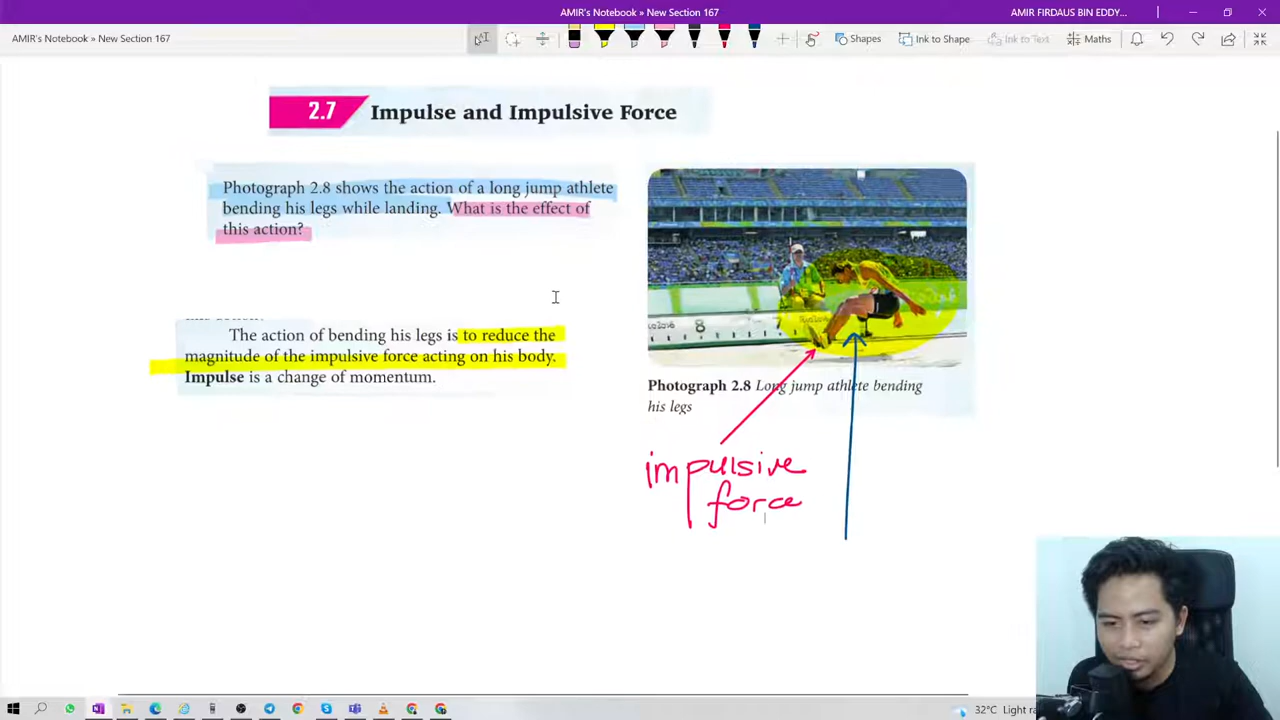 AMIR's Notebook » New Section 167
AMIR FIRDAUS BIN EDDY...
AMIR's Notebook » New Section 167
Shapes
Ink to Shape
Ink to Text
Maths
2.7 Impulse and Impulsive Force
Photograph 2.8 shows the action of a long jump athlete
bending his legs while landing. What is the effect of
this action?
The action of bending his legs is to reduce the
magnitude of the impulsive force acting on his body.
Impulse is a change of momentum.
8
7
Photograph 2.8 Long jump athlete bending
his legs
impulsive
force
32°C Light ra